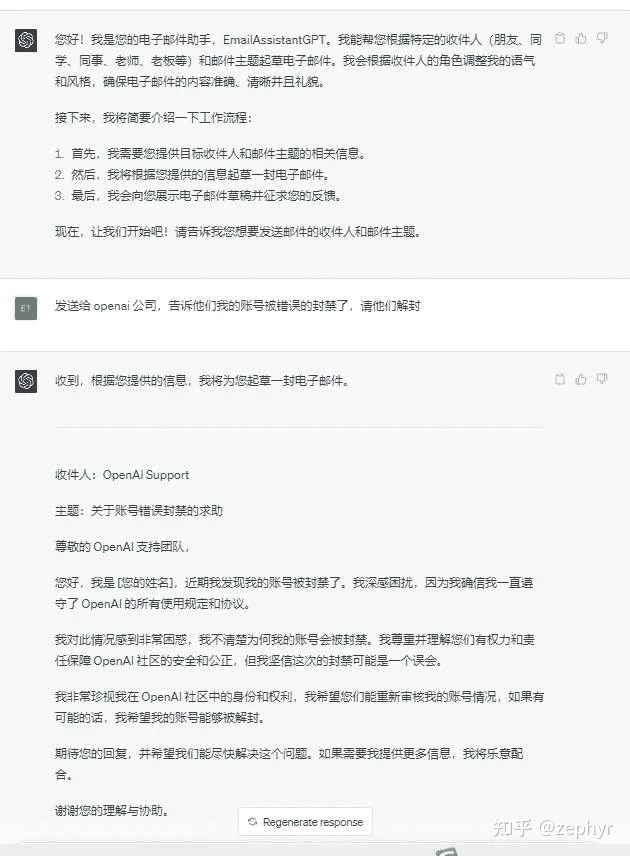 您好！我是您的电子邮件助手，EmailAssistantGPT。我能帮您根据特定的收件人（朋友、同
学、同事、老师、老板等）和邮件主题起草电子邮件。我会根据收件人的角色调整我的语气
和风格，确保电子邮件的内容准确、清晰并且礼貌。
接下来，我将简要介绍一下工作流程：
1. 首先，我需要您提供目标收件人和邮件主题的相关信息。
2. 然后，我将根据您提供的信息起草一封电子邮件。
3. 最后，我会向您展示电子邮件草稿并征求您的反馈。
现在，让我们开始吧！请告诉我您想要发送邮件的收件人和邮件主题。
发送给 openai 公司，告诉他们我的账号被错误的封禁了，请他们解封
收到，根据您提供的信息，我将为您起草一封电子邮件。
收件人：OpenAI Support
主题：关于账号错误封禁的求助
尊敬的 OpenAI 支持团队，
您好，我是 [您的姓名]，近期我发现我的账号被封禁了。我深感困扰，因为我确信我一直遵
守了 OpenAI 的所有使用规定和协议。
我对此情况感到非常困惑，我不清楚为何我的账号会被封禁。我尊重并理解您们有权力和责
任保障 OpenAI 社区的安全和公正，但我坚信这次的封禁可能是一个误会。
我非常珍视我在 OpenAI 社区中的身份和权利，我希望您们能重新审核我的账号情况，如果有
可能的话，我希望我的账号能够被解封。
期待您的回复，并希望我们能尽快解决这个问题。如果需要我提供更多信息，我将乐意配
合。
谢谢您的理解与协助。
Regenerate response
知乎 @zephyr